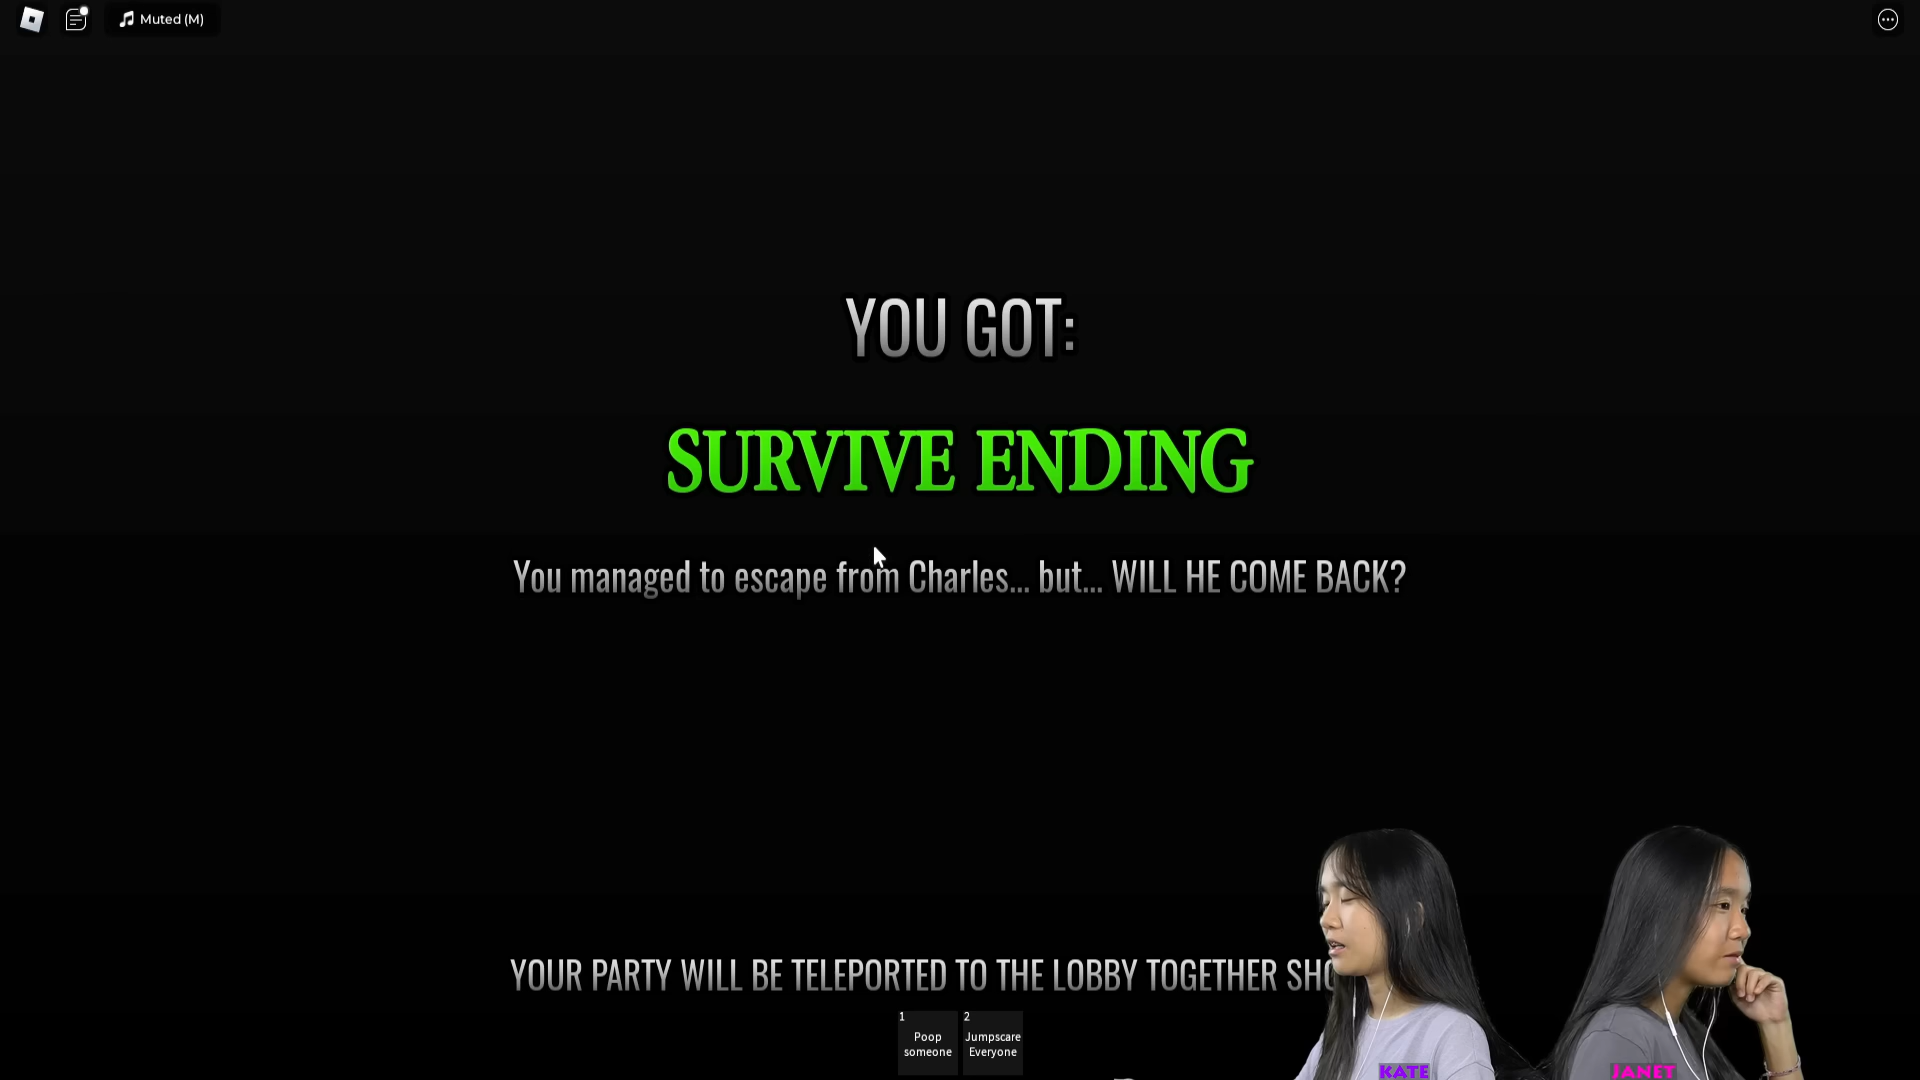 Muted (M)
YOU GOT:
SURVIVE ENDING
You managed to escape from Charles... but... WILL HE COME BACK?
YOUR PARTY WILL BE TELEPORTED TO THE LOBBY TOGETHER
1
Poop
someone
2
Jumpscare
Everyone
KATE
JANET